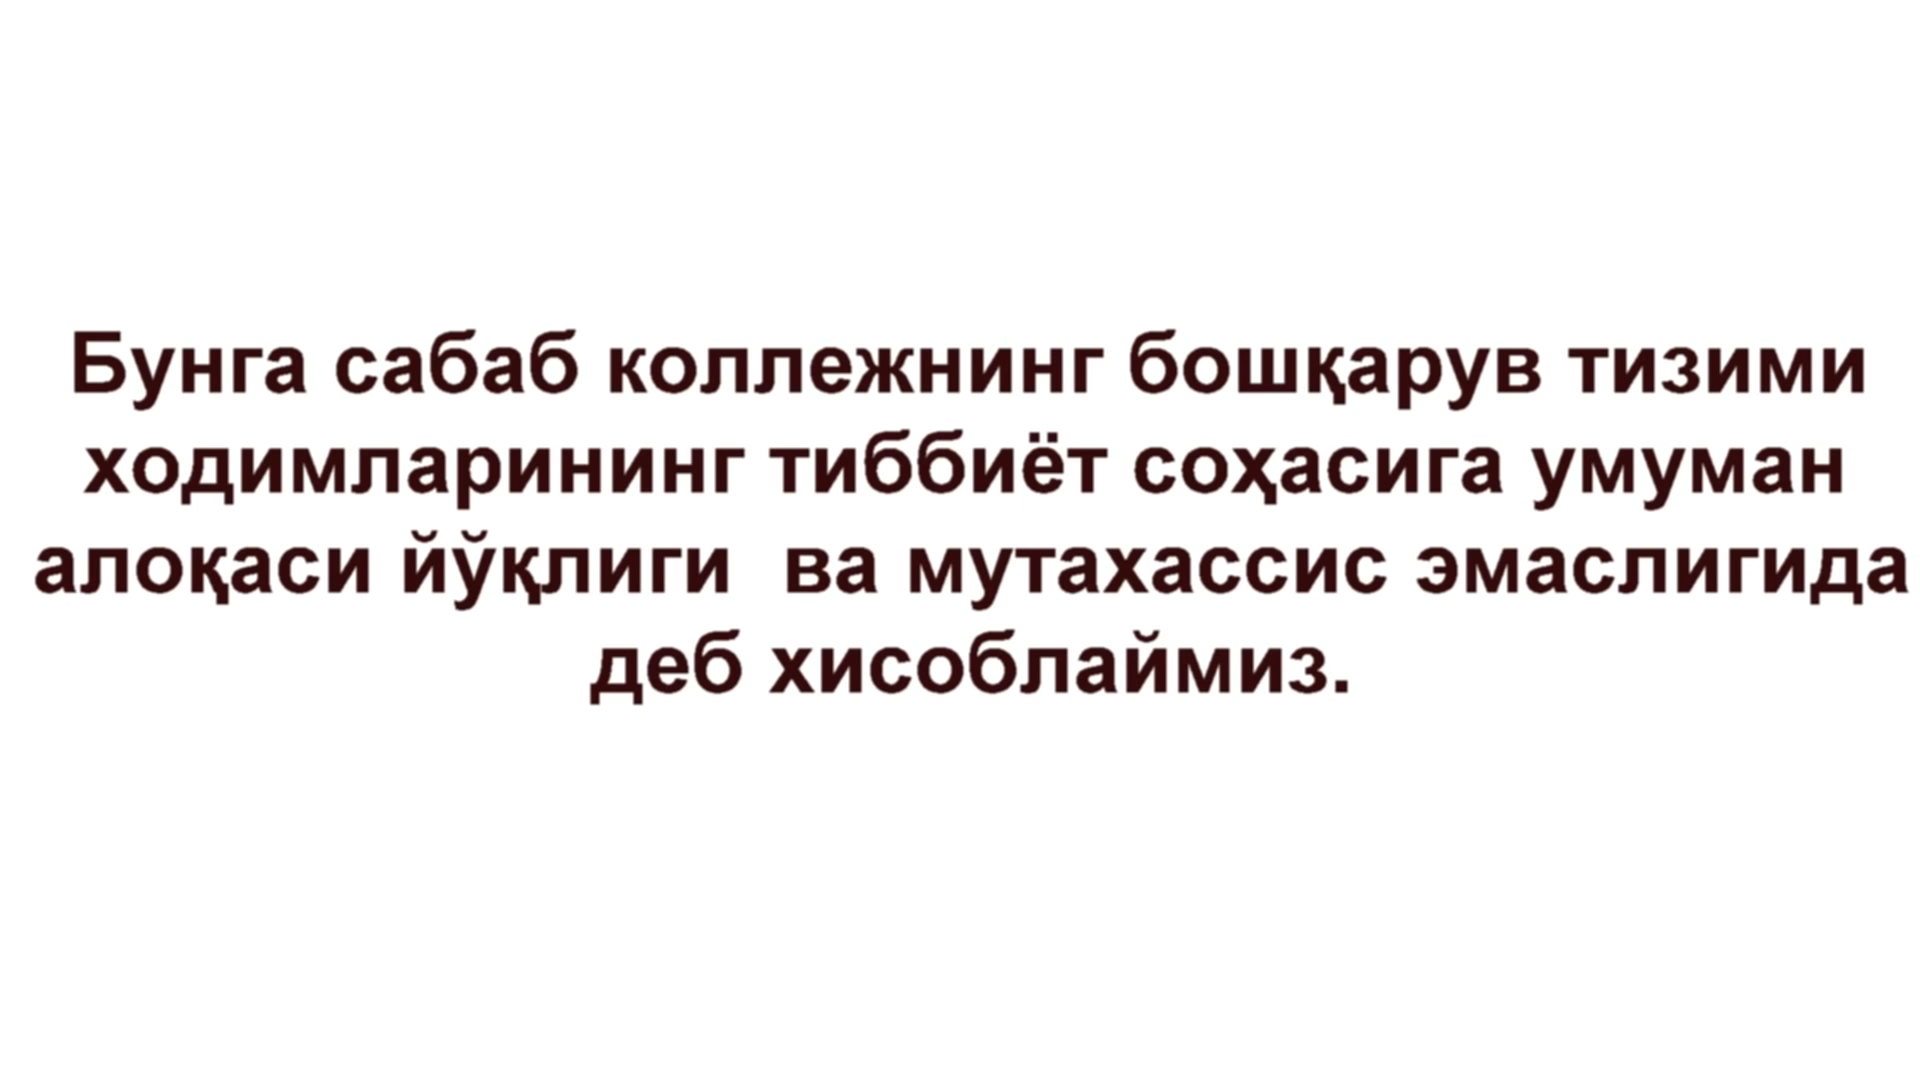 Бунга сабаб коллежнинг бошқарув тизими
ходимларининг тиббиёт соҳасига умуман
алоқаси йўқлиги  ва мутахассис эмаслигида
деб хисоблаймиз.